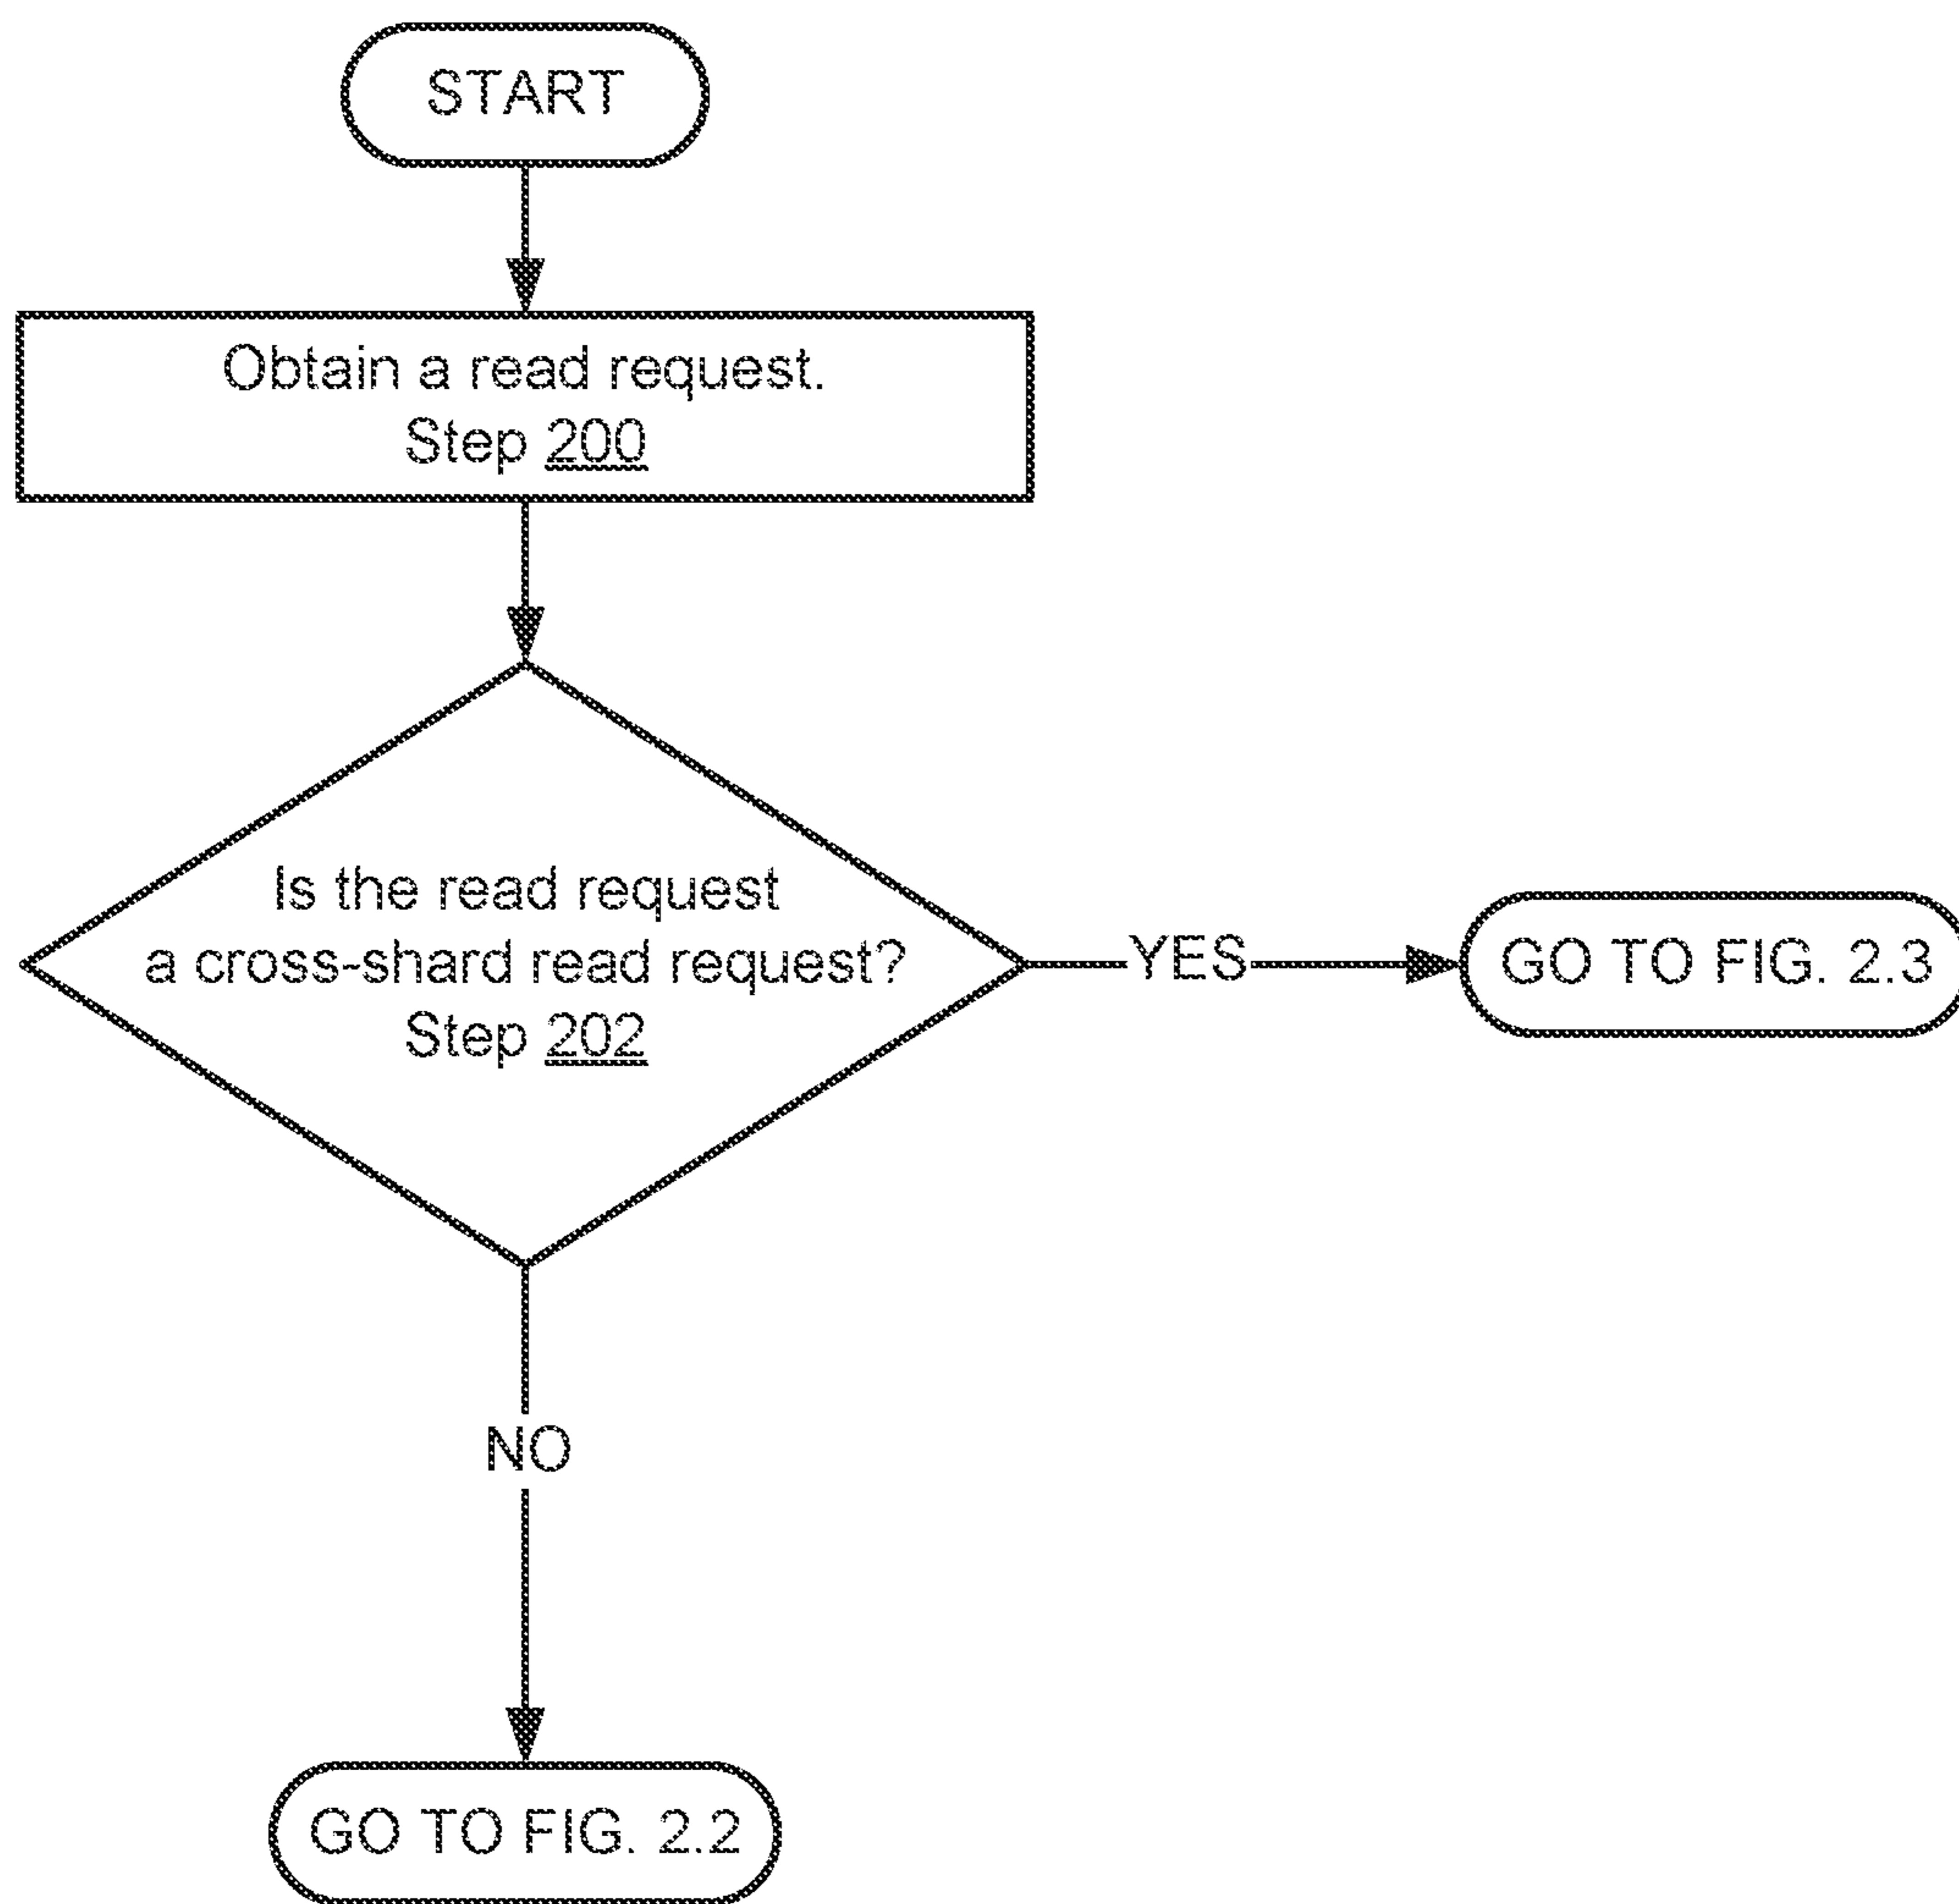 START
Obtain a read request.
Step 200
Is the read request
a cross-shard read request?
Step 202
YES
GO TO FIG. 2.3
NO
GO TO FIG. 2.2